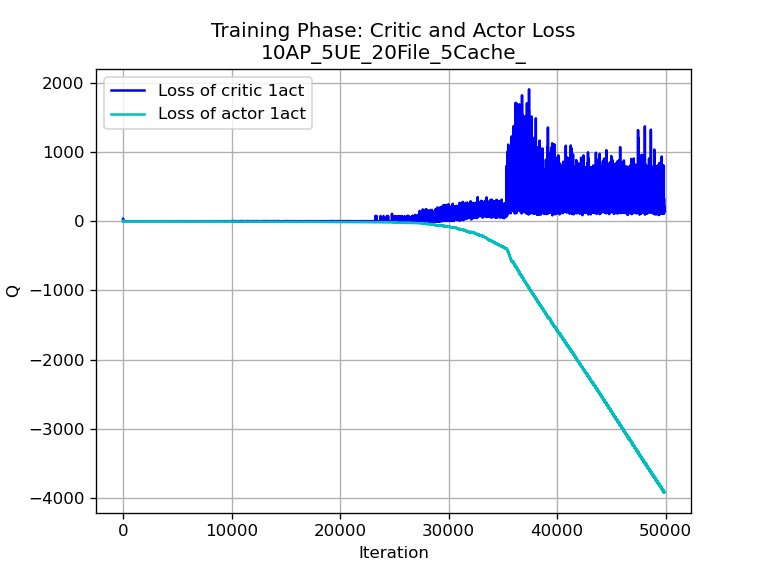 Training Phase: Critic and Actor Loss
10AP_5UE_20File_5Cache_
Loss of critic 1act
Loss of actor 1act
2000
1000
0
−1000
−2000
−3000
−4000
Q
0 10000 20000 30000 40000 50000
Iteration